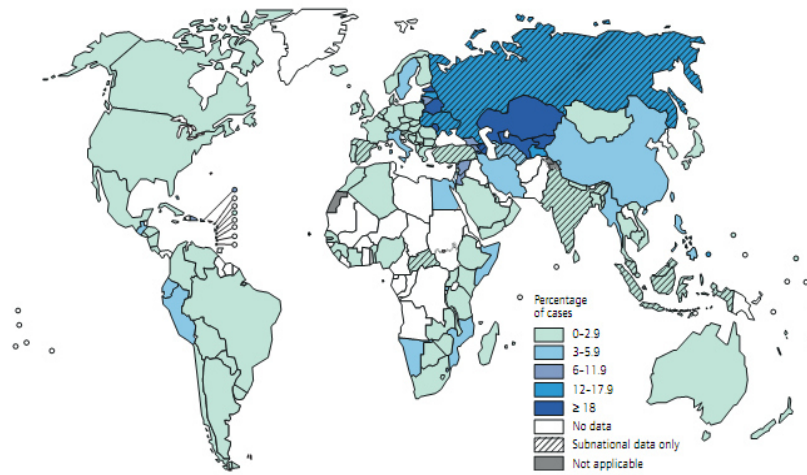 Percentage
of cases
0–2.9
3–5.9
6–11.9
12–17.9
≥ 18
No data
Subnational data only
Not applicable